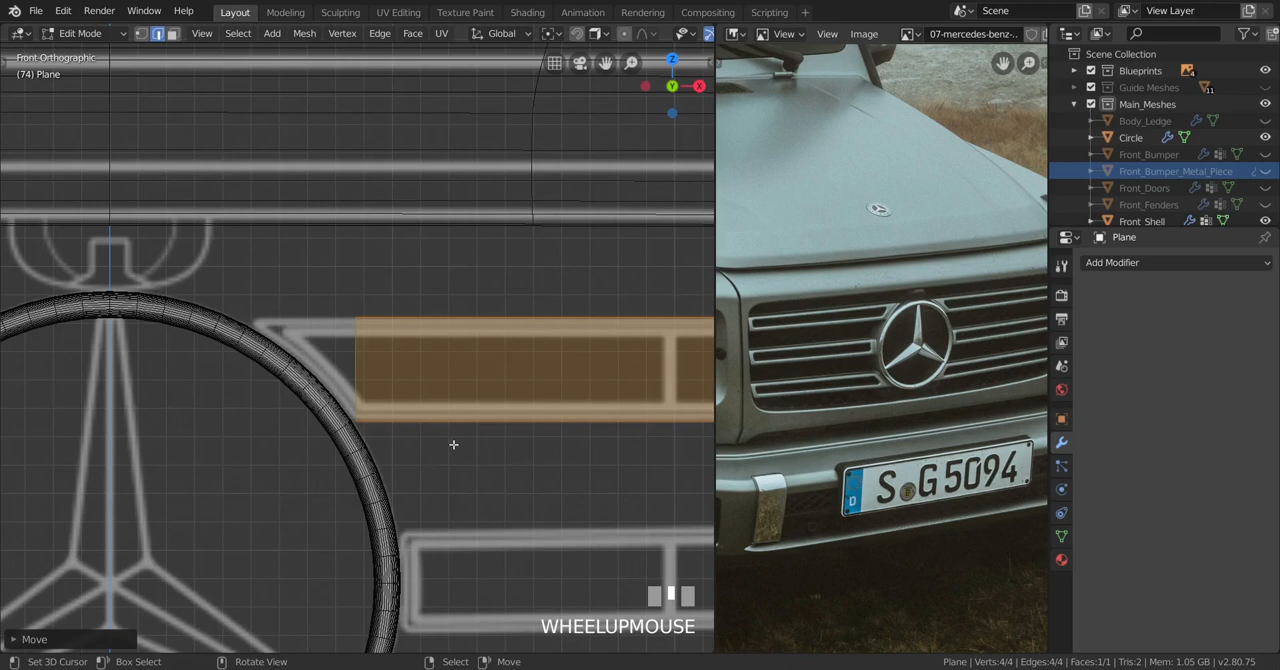 File Edit Render Window Help
Layout Modeling Sculpting UV Editing Texture Paint Shading Animation Rendering Compositing Scripting +
Scene
View Layer
Edit Mode View Select Add Mesh Vertex Edge Face UV Global
View View Image 07-mercedes-benz-..
Front Orthographic
(74) Plane
Z
Y
X
Scene Collection
Blueprints 4
Guide Meshes 11
Main_Meshes
Body_Ledge
Circle
Front_Bumper
Front_Bumper_Metal_Piece
Front_Doors
Front_Fenders
Front_Shell
Plane
Add Modifier
D S G 5094
WHEELUPMOUSE
Move
Set 3D Cursor Box Select Rotate View Select Move
Plane | Verts:4/4 | Edges:4/4 | Faces:1/1 | Tris:2 | Mem: 1.05 GB | v2.80.75